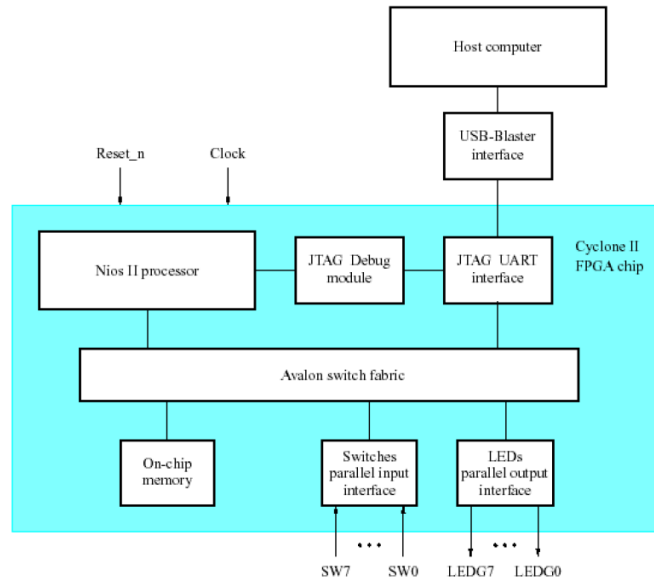 Host computer
USB-Blaster
interface
Reset_n
Clock
Nios II processor
JTAG Debug
module
JTAG UART
interface
Cyclone II
FPGA chip
Avalon switch fabric
On-chip
memory
Switches
parallel input
interface
LEDs
parallel output
interface
SW7
SW0
LEDG7
LEDG0